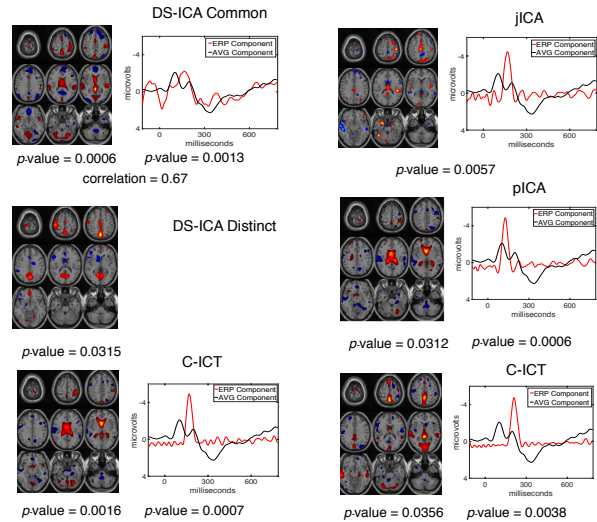 DS-ICA Common
-4
0
4
microvolts
0
300
600
milliseconds
ERP Component
AVG Component
p-value = 0.0006
p-value = 0.0013
correlation = 0.67
jICA
-4
0
4
microvolts
0
300
600
milliseconds
ERP Component
AVG Component
p-value = 0.0057
DS-ICA Distinct
p-value = 0.0315
pICA
-4
0
4
microvolts
0
300
600
milliseconds
ERP Component
AVG Component
p-value = 0.0312
p-value = 0.0006
C-ICT
-4
0
4
microvolts
0
300
600
milliseconds
ERP Component
AVG Component
p-value = 0.0016
p-value = 0.0007
C-ICT
-4
0
4
microvolts
0
300
600
milliseconds
ERP Component
AVG Component
p-value = 0.0356
p-value = 0.0038